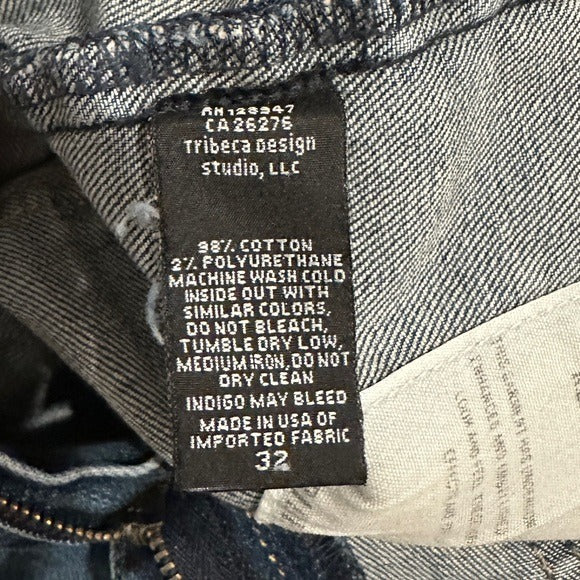 RN 128947
CA 26276
Tribeca Design
Studio, LLC
98% COTTON
2% POLYURETHANE
MACHINE WASH COLD
INSIDE OUT WITH
SIMILAR COLORS,
DO NOT BLEACH,
TUMBLE DRY LOW,
MEDIUM IRON, DO NOT
DRY CLEAN
INDIGO MAY BLEED
MADE IN USA OF
IMPORTED FABRIC
32